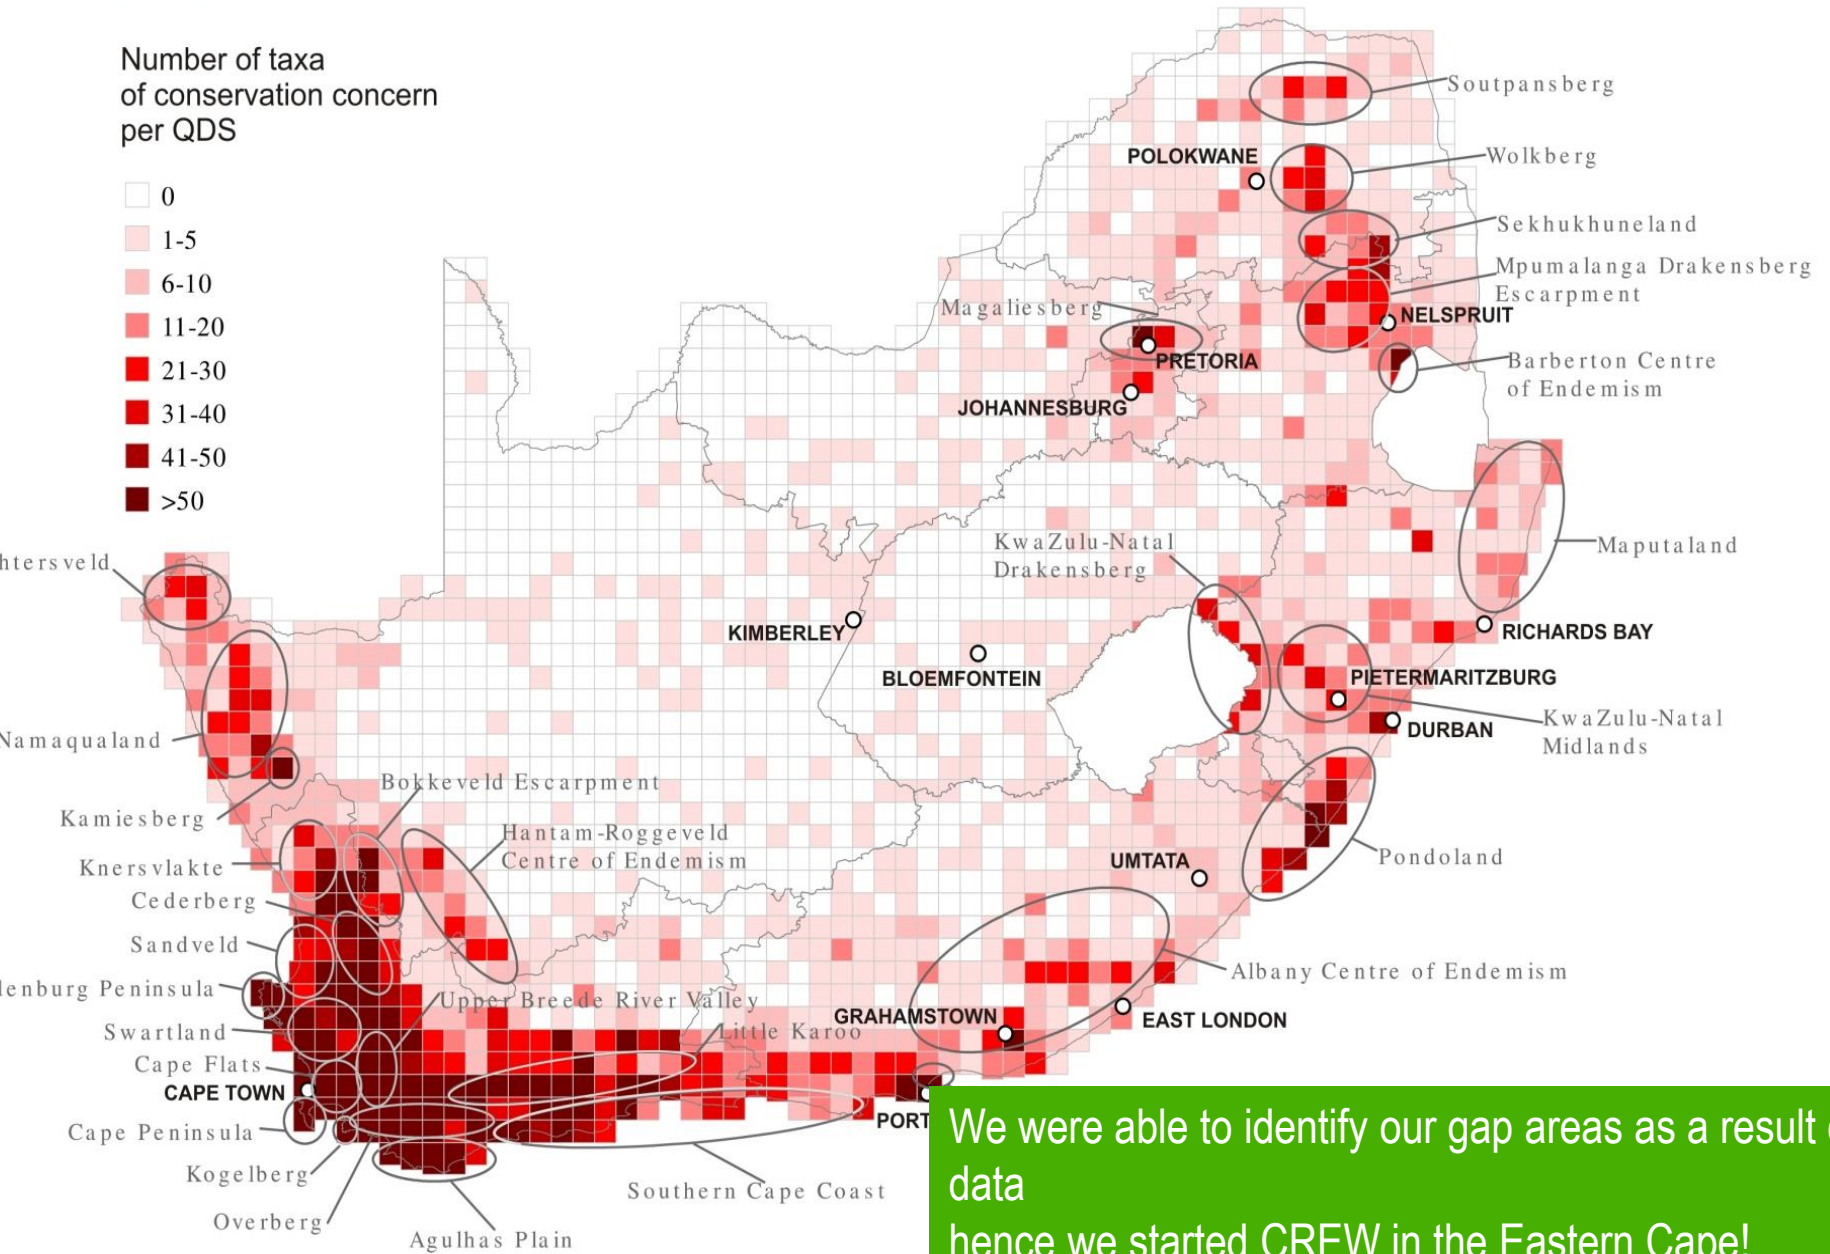 Number of taxa
of conservation concern
per QDS
0
1-5
6-10
11-20
21-30
31-40
41-50
>50
Soutpansberg
POLOKWANE
Wolkberg
Sekhukhuneland
Mpumalanga Drakensberg
Escarpment
Magaliesberg
NELSPRUIT
PRETORIA
Barberton Centre
of Endemism
JOHANNESBURG
KwaZulu-Natal
Drakensberg
Maputaland
htersveld
KIMBERLEY
RICHARDS BAY
BLOEMFONTEIN
PIETERMARITZBURG
KwaZulu-Natal
Midlands
DURBAN
Namaqualand
Bokkeveld Escarpment
Kamiesberg
Hantam-Roggeveld
Centre of Endemism
Knersvlakte
UMTATA
Pondoland
Cederberg
Sandveld
Albany Centre of Endemism
lenburg Peninsula
Upper Breede River Valley
GRAHAMSTOWN
EAST LONDON
Swartland
Little Karoo
Cape Flats
CAPE TOWN
PORT
Cape Peninsula
Kogelberg
Southern Cape Coast
Overberg
Agulhas Plain
We were able to identify our gap areas as a result
data
hence we started CREW in the Eastern Cape!